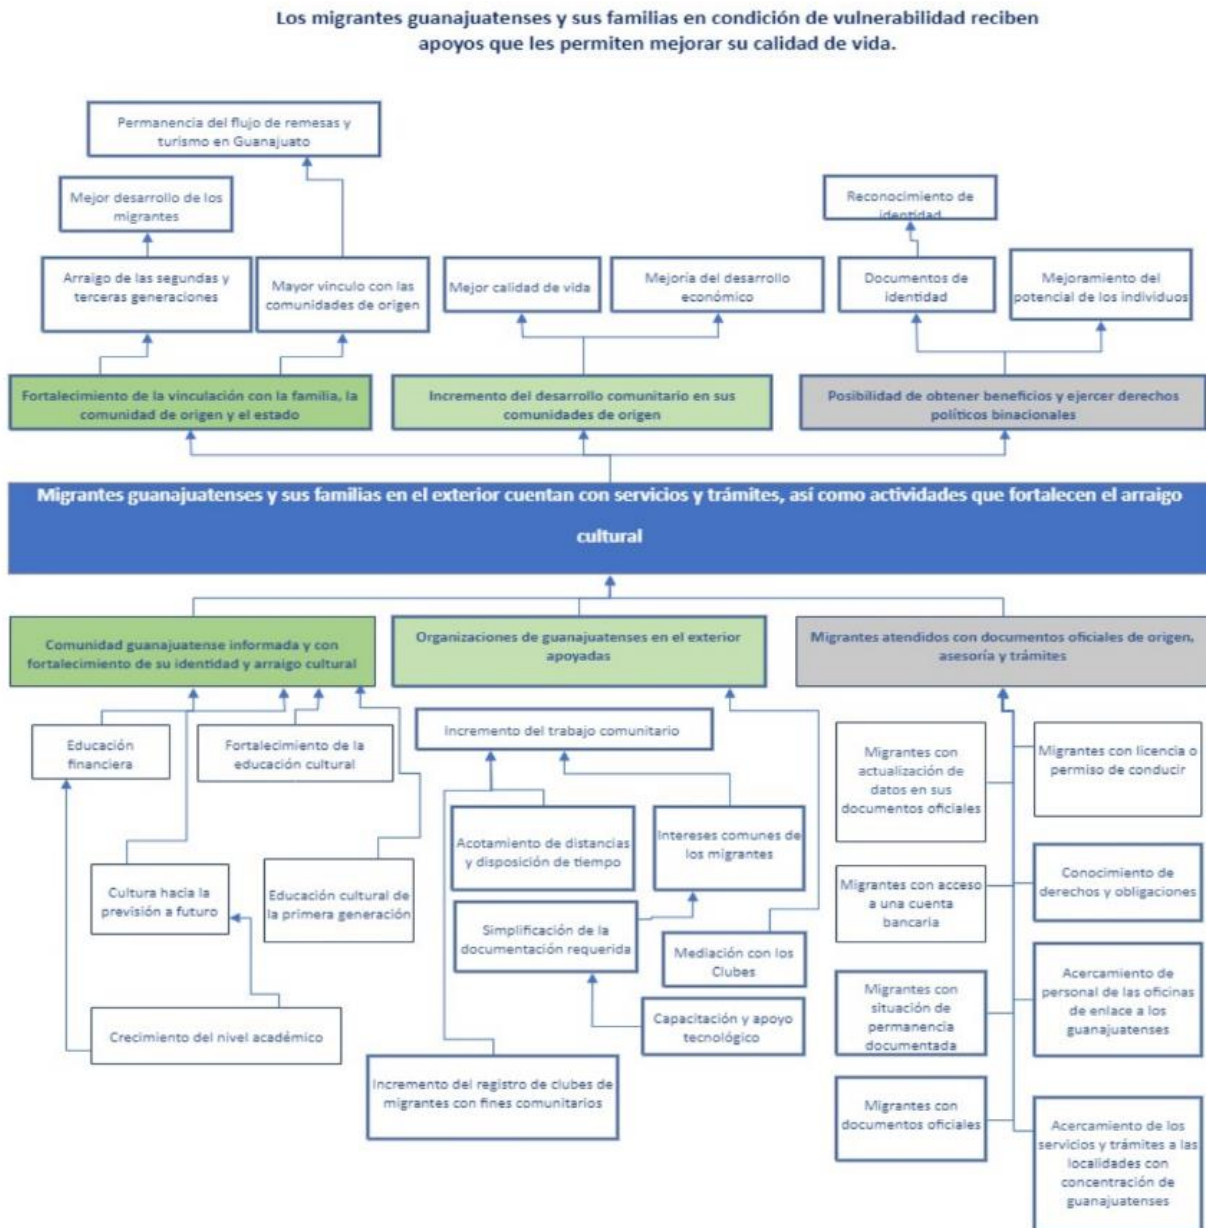 Los migrantes guanajuatenses y sus familias en condición de vulnerabilidad reciben
apoyos que les permiten mejorar su calidad de vida.
Permanencia del flujo de remesas y
turismo en Guanajuato
Mejor desarrollo de los
migrantes
Reconocimiento de
identidad
Arraigo de las segundas y
terceras generaciones
Mayor vinculo con las
comunidades de origen
Mejor calidad de vida
Mejoría del desarrollo
económico
Documentos de
identidad
Mejoramiento del
potencial de los individuos
Fortalecimiento de la vinculación con la familia, la
comunidad de origen y el estado
Incremento del desarrollo comunitario en sus
comunidades de origen
Posibilidad de obtener beneficios y ejercer derechos
políticos binacionales
Migrantes guanajuatenses y sus familias en el exterior cuentan con servicios y trámites, así como actividades que fortalecen el arraigo
cultural
Comunidad guanajuatense informada y con
fortalecimiento de su identidad y arraigo cultural
Organizaciones de guanajuatenses en el exterior
apoyadas
Migrantes atendidos con documentos oficiales de origen,
asesoría y trámites
Educación
financiera
Fortalecimiento de la
educación cultural
Cultura hacia la
previsión a futuro
Educación cultural de
la primera generación
Crecimiento del nivel académico
Incremento del trabajo comunitario
Acotamiento de distancias
y disposición de tiempo
Intereses comunes de
los migrantes
Simplificación de la
documentación requerida
Mediación con los
Clubes
Capacitación y apoyo
tecnológico
Incremento del registro de clubes de
migrantes con fines comunitarios
Migrantes con
actualización de
datos en sus
documentos oficiales
Migrantes con licencia o
permiso de conducir
Migrantes con acceso
a una cuenta
bancaria
Conocimiento de
derechos y obligaciones
Migrantes con
situación de
permanencia
documentada
Acercamiento de
personal de las oficinas
de enlace a los
guanajuatenses
Migrantes con
documentos oficiales
Acercamiento de los
servicios y trámites a las
localidades con
concentración de
guanajuatenses